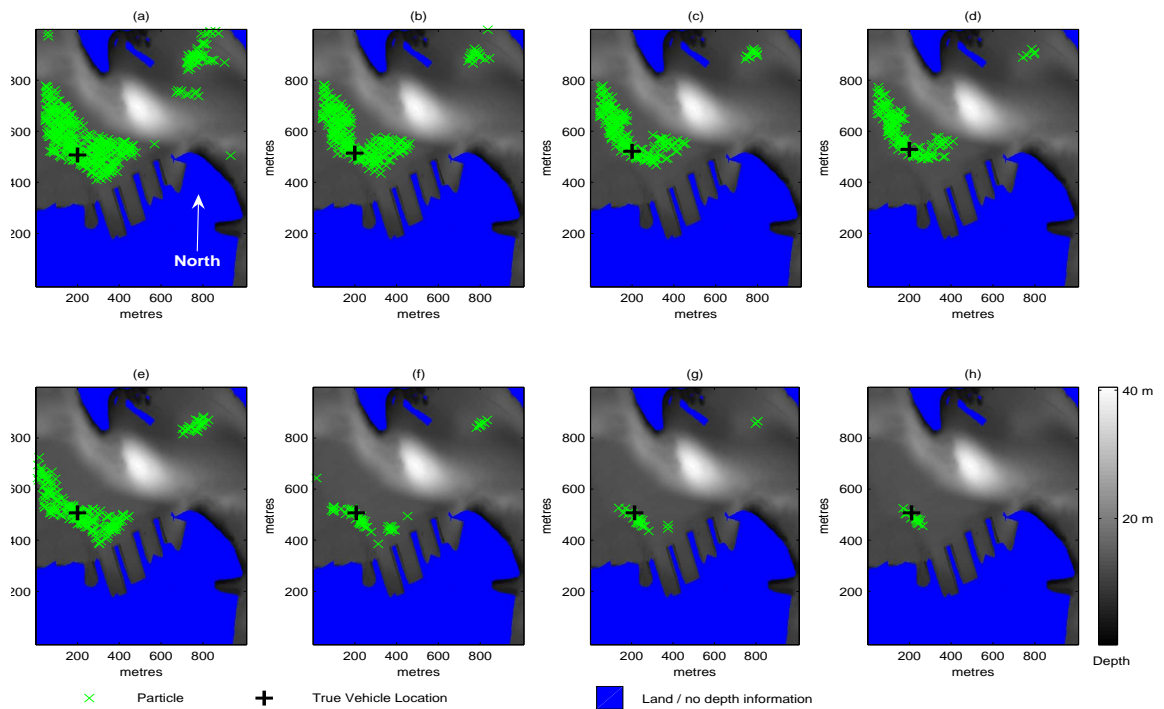 (a) (b) (c) (d)
800 800 800 800
600 600 600 600
400 400 400 400
200 200 200 200
metres metres metres
North
200 400 600 800 200 400 600 800 200 400 600 800 200 400 600 800
metres metres metres metres
(e) (f) (g) (h)
40 m
800 800 800 800
600 600 600 600
20 m
400 400 400 400
200 200 200 200
metres metres metres
200 400 600 800 200 400 600 800 200 400 600 800 200 400 600 800
metres metres metres metres
Depth
Particle True Vehicle Location Land / no depth information